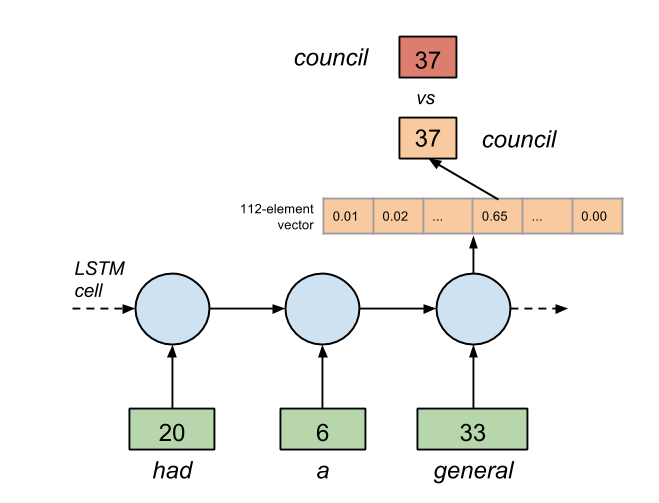 council 37
vs
37 council
112-element
vector
0.01 0.02 ... 0.65 ... 0.00
LSTM
cell
20 6 33
had a general